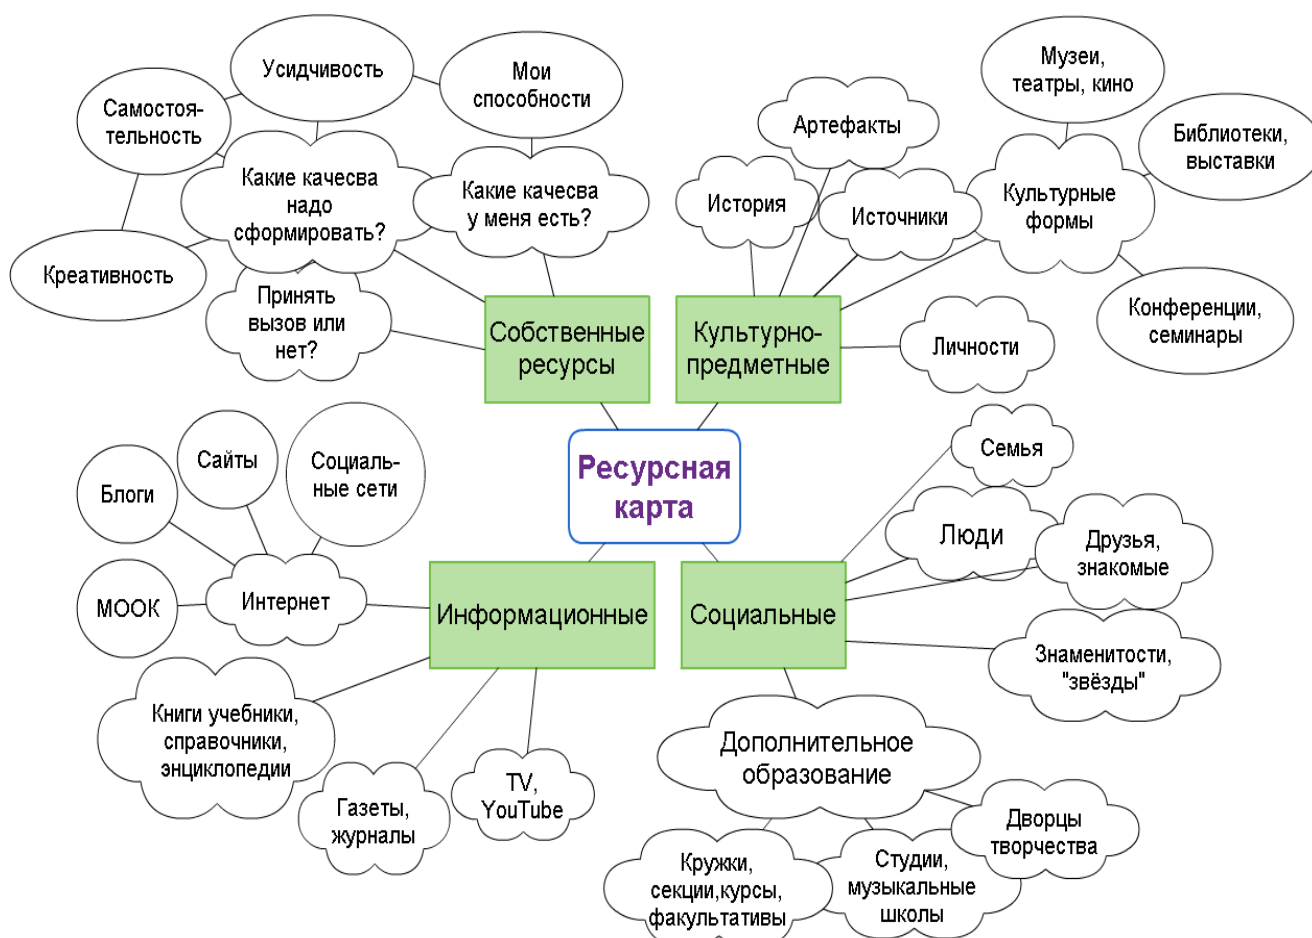 Усидчивость
Мои
способности
Самостоя-
тельность
Какие качесва
надо
сформировать?
Какие качесва
у меня есть?
Креативность
Принять
вызов или
нет?
Собственные
ресурсы
Музеи,
театры, кино
Артефакты
Библиотеки,
выставки
История
Источники
Культурные
формы
Конференции,
семинары
Культурно-
предметные
Личности
Ресурсная
карта
Сайты
Социаль-
ные сети
Блоги
МООК
Интернет
Информационные
Книги учебники,
справочники,
энциклопедии
Газеты,
журналы
TV,
YouTube
Семья
Люди
Друзья,
знакомые
Социальные
Знаменитости,
"звёзды"
Дополнительное
образование
Дворцы
творчества
Кружки,
секции,курсы,
факультативы
Студии,
музыкальные
школы